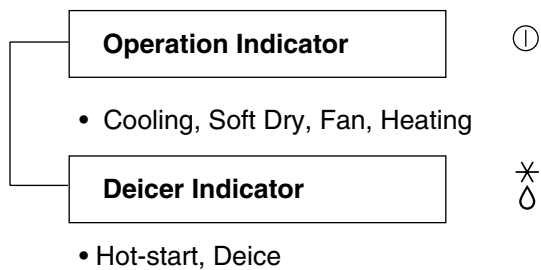 Operation Indicator
• Cooling, Soft Dry, Fan, Heating
Deicer Indicator
• Hot-start, Deice